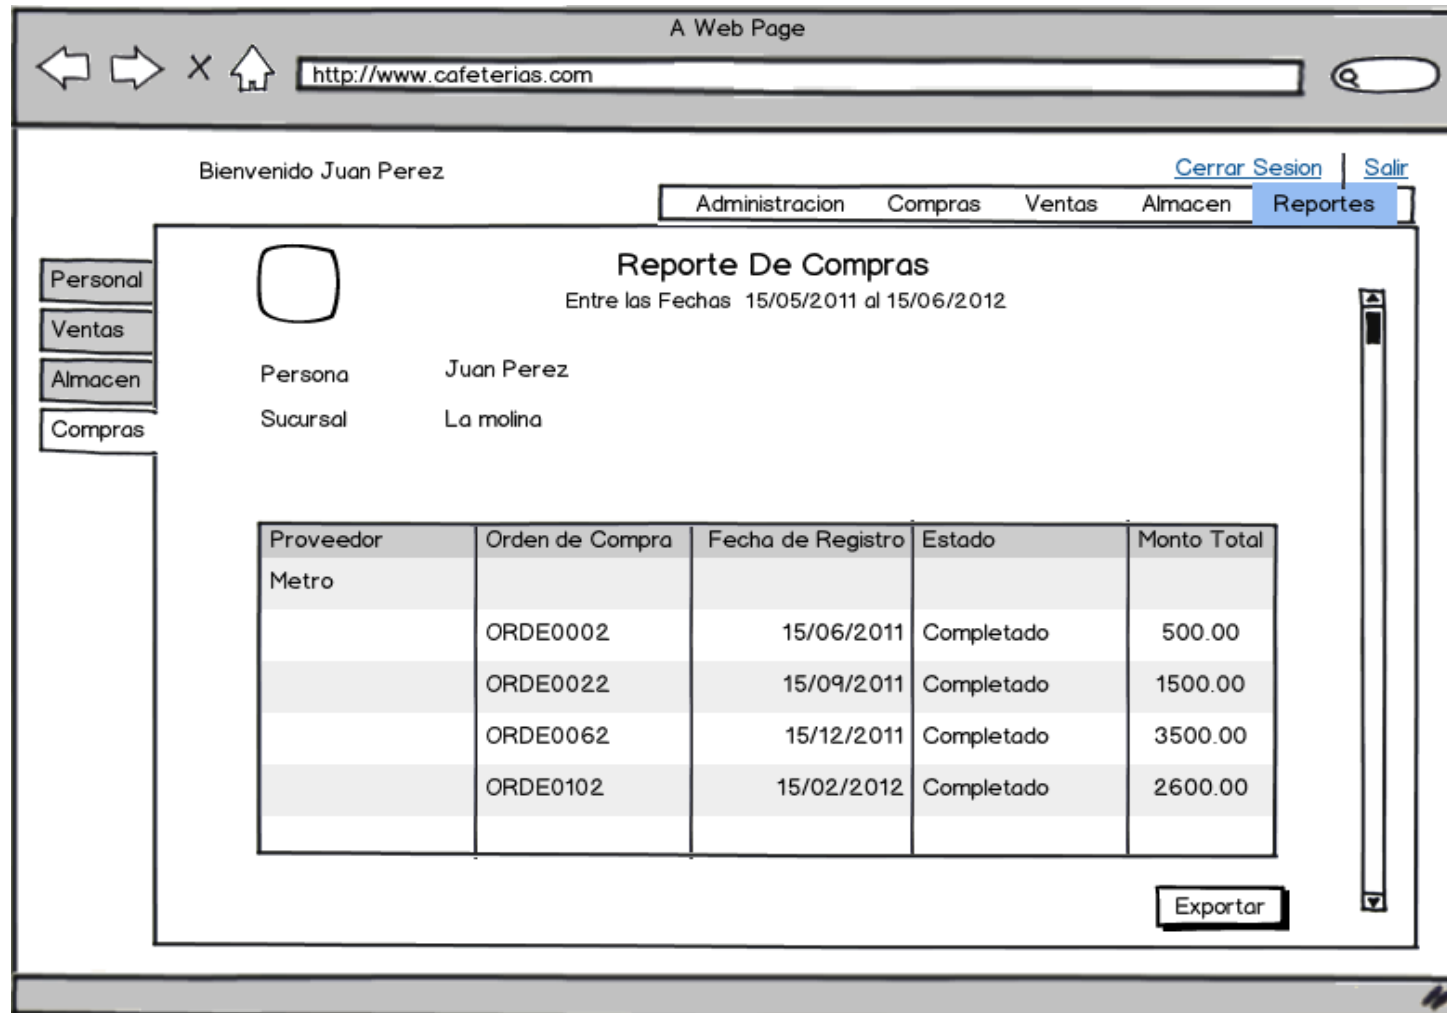 A Web Page
http://www.cafeterias.com
Bienvenido Juan Perez
Cerrar Sesion | Salir
Administracion Compras Ventas Almacen Reportes
Personal
Ventas
Almacen
Compras
Reporte De Compras
Entre las Fechas 15/05/2011 al 15/06/2012
Persona Juan Perez
Sucursal La molina
Proveedor Orden de Compra Fecha de Registro Estado Monto Total
Metro
ORDE0002 15/06/2011 Completado 500.00
ORDE0022 15/09/2011 Completado 1500.00
ORDE0062 15/12/2011 Completado 3500.00
ORDE0102 15/02/2012 Completado 2600.00
Exportar